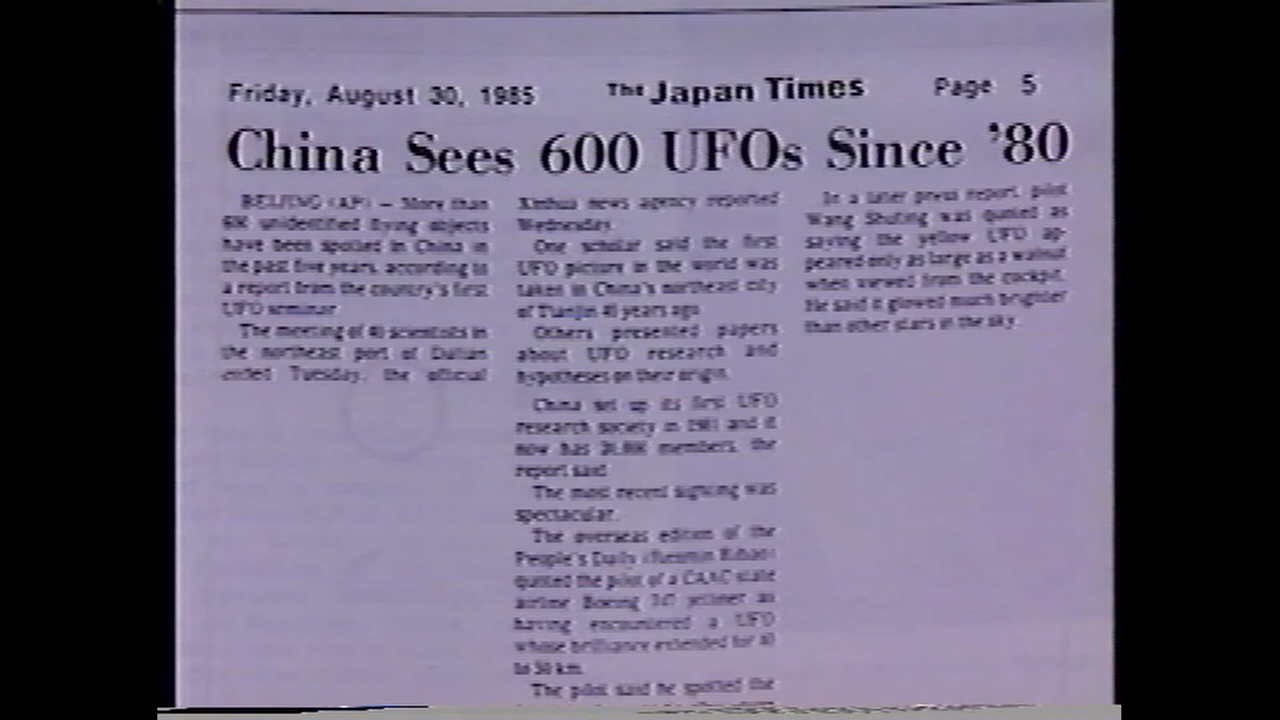 Friday, August 30, 1985 The Japan Times Page 5
China Sees 600 UFOs Since '80
BEIJING (AP) — More than
unidentified flying objects
have been spotted in China in
the past five years, according to
a report from the country's first
UFO seminar.
The meeting of 40 scientists in
the northeast port of Dalian
ended Tuesday, the official
Xinhua news agency reported
Wednesday.
One scholar said the first
UFO picture in the world was
taken in China's northeast city
of Tianjin 40 years ago.
Others presented papers
about UFO research and
hypotheses on their origin.
China set up its first UFO
research society in 1981 and it
now has members, the
report said.
The most recent sighting was
spectacular.
The overseas edition of the
People's Daily (Renmin Ribao)
quoted the pilot of a CAAC state
airline Boeing 747 jetliner as
having encountered a UFO
whose brilliance extended for 40
to 50 km.
The pilot said he spotted the
In a later press report, pilot
Wang Shuting was quoted as
saying the yellow UFO ap-
peared only as large as a walnut
when viewed from the cockpit.
He said it glowed much brighter
than other stars in the sky.